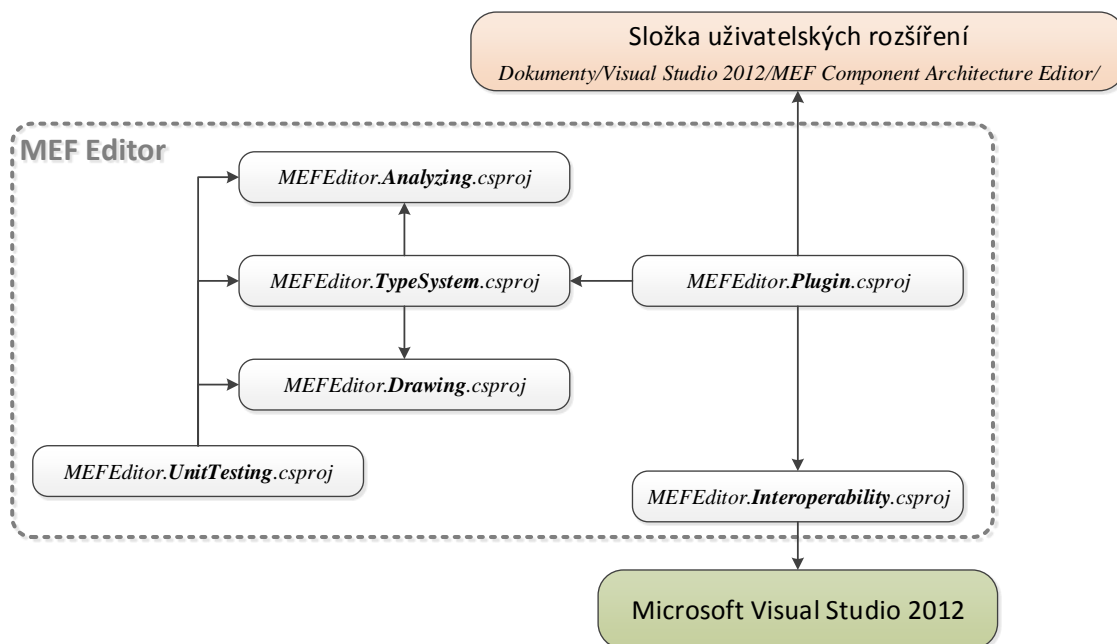 Složka uživatelských rozšíření
Dokumenty/Visual Studio 2012/MEF Component Architecture Editor/
MEF Editor
MEFEditor.Analyzing.csproj
MEFEditor.TypeSystem.csproj
MEFEditor.Plugin.csproj
MEFEditor.Drawing.csproj
MEFEditor.UnitTesting.csproj
MEFEditor.Interoperability.csproj
Microsoft Visual Studio 2012